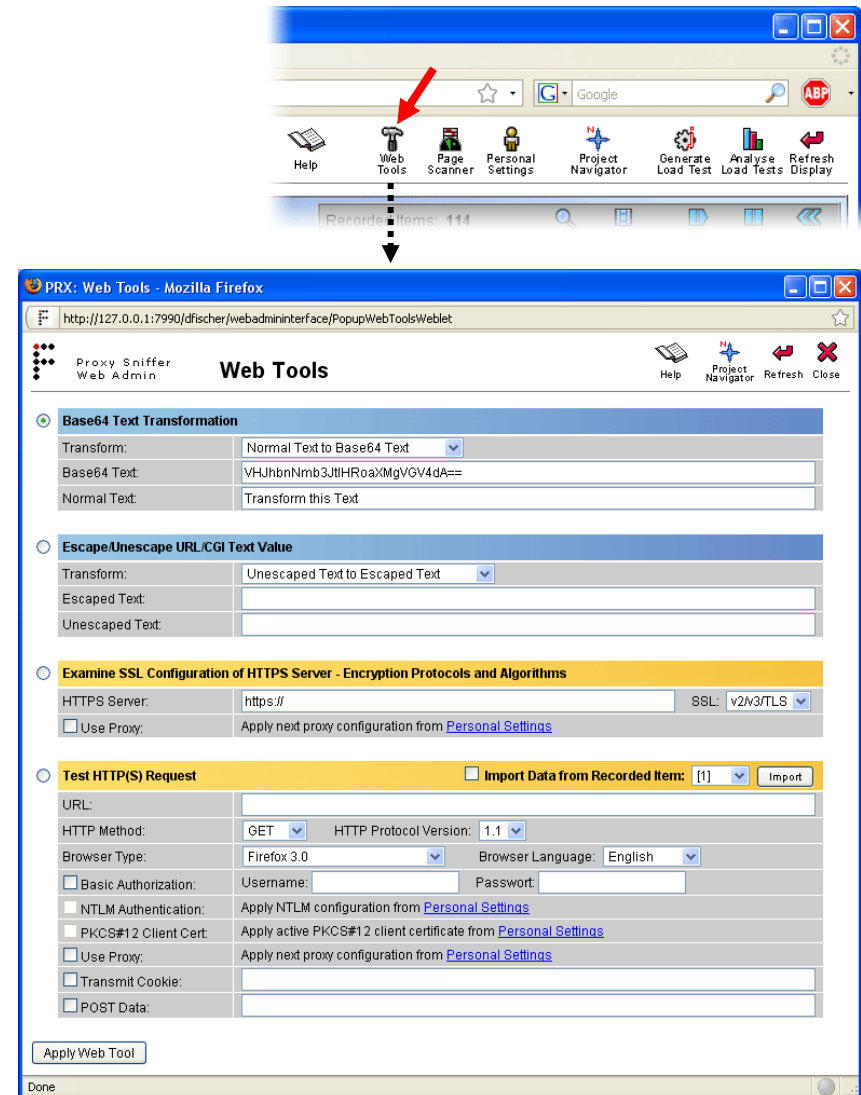 Google
ABP
Help
Web Tools
Page Scanner
Personal Settings
Project Navigator
Generate Load Test
Analyse Load Tests
Refresh Display
Recorded Items: 114
PRX: Web Tools - Mozilla Firefox
http://127.0.0.1:7990/dfischer/webadmininterface/PopupWebToolsWeblet
Proxy Sniffer
Web Admin
Web Tools
Help
Project Navigator
Refresh
Close
Base64 Text Transformation
Transform: Normal Text to Base64 Text
Base64 Text: VHJhbnNmb3JtIHRoaXMgVGV4dA==
Normal Text: Transform this Text
Escape/Unescape URL/CGI Text Value
Transform: Unescaped Text to Escaped Text
Escaped Text:
Unescaped Text:
Examine SSL Configuration of HTTPS Server - Encryption Protocols and Algorithms
HTTPS Server: https:// SSL: v2/v3/TLS
Use Proxy: Apply next proxy configuration from Personal Settings
Test HTTP(S) Request Import Data from Recorded Item: [1] Import
URL:
HTTP Method: GET HTTP Protocol Version: 1.1
Browser Type: Firefox 3.0 Browser Language: English
Basic Authorization: Username: Passwort:
NTLM Authentication: Apply NTLM configuration from Personal Settings
PKCS#12 Client Cert: Apply active PKCS#12 client certificate from Personal Settings
Use Proxy: Apply next proxy configuration from Personal Settings
Transmit Cookie:
POST Data:
Apply Web Tool
Done